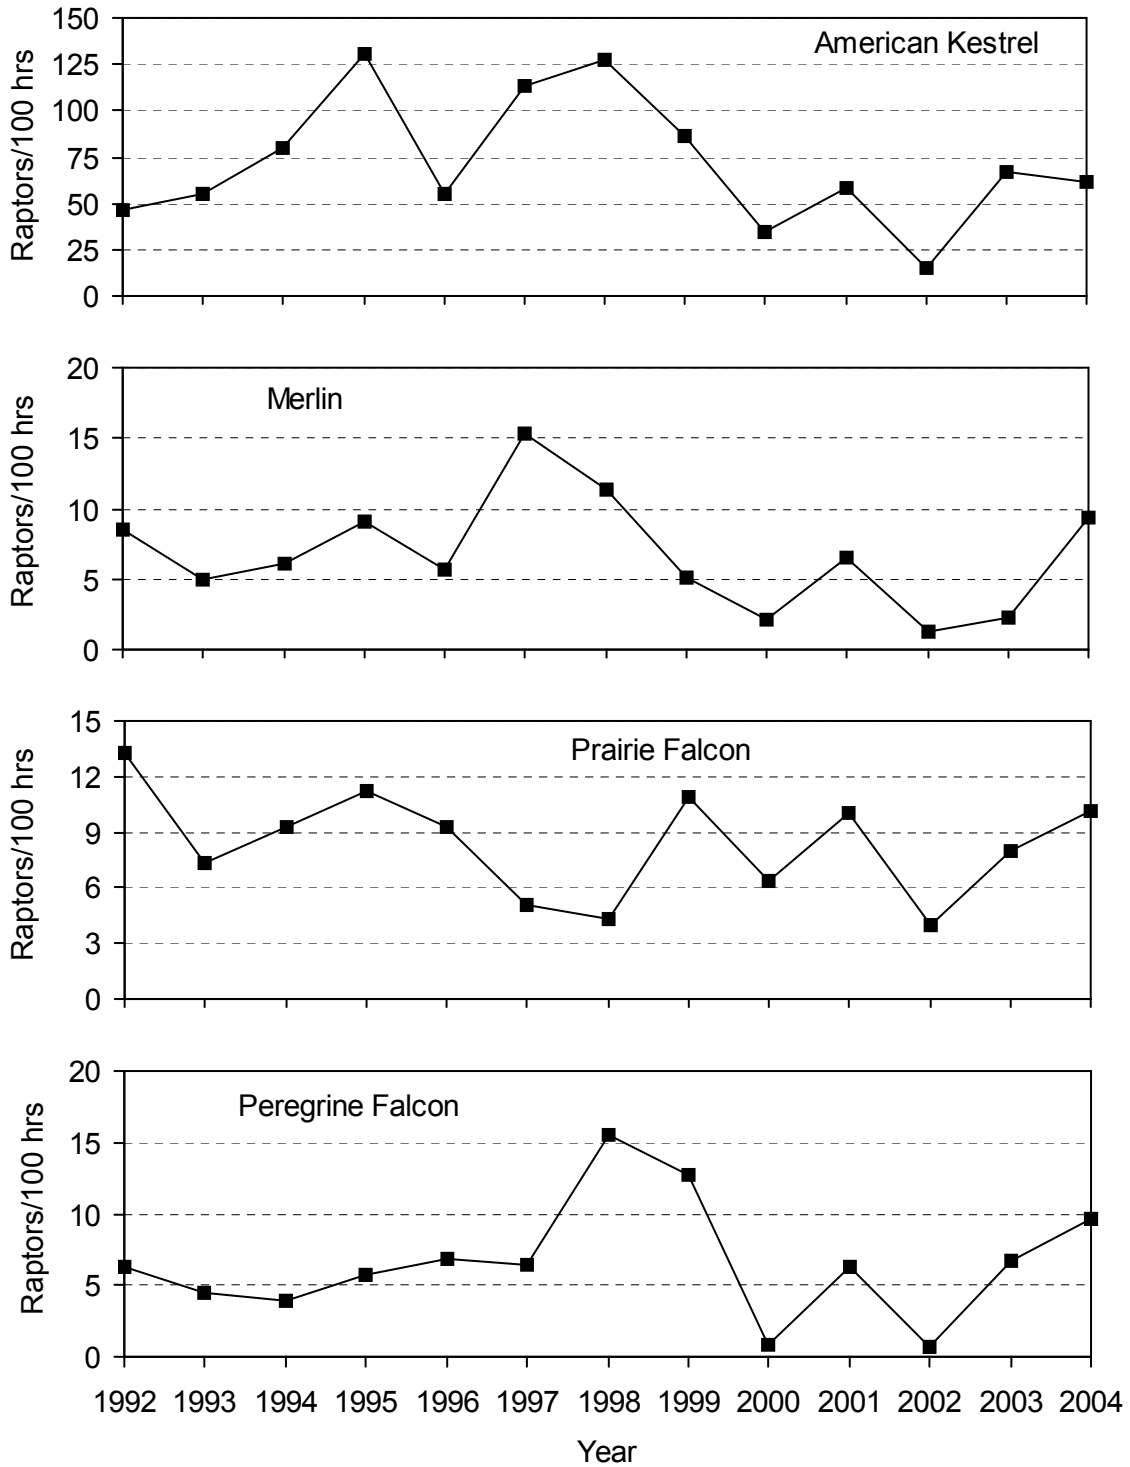 American Kestrel
Raptors/100 hrs
150
125
100
75
50
25
0
Merlin
Raptors/100 hrs
20
15
10
5
0
Prairie Falcon
Raptors/100 hrs
15
12
9
6
3
0
Peregrine Falcon
Raptors/100 hrs
20
15
10
5
0
1992 1993 1994 1995 1996 1997 1998 1999 2000 2001 2002 2003 2004
Year